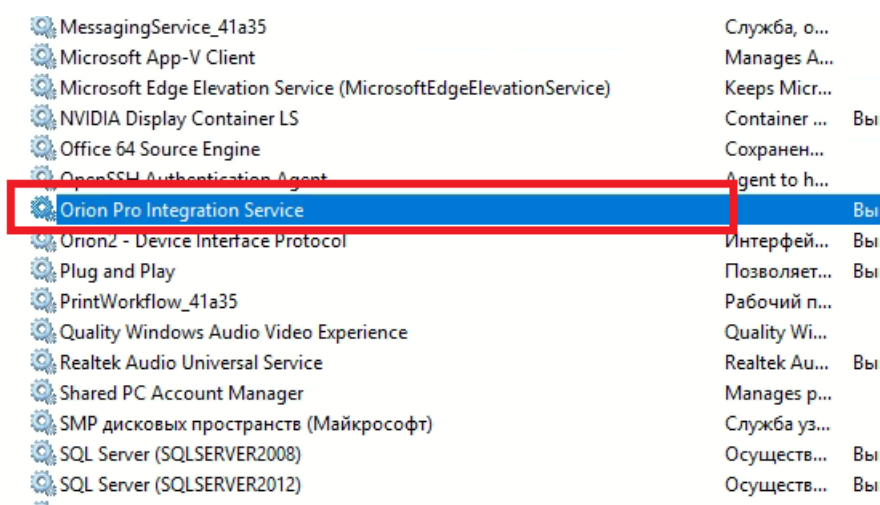 MessagingService_41a35 Служба, о...
Microsoft App-V Client Manages A...
Microsoft Edge Elevation Service (MicrosoftEdgeElevationService) Keeps Micr...
NVIDIA Display Container LS Container ... Вы
Office 64 Source Engine Сохранен...
OpenSSH Authentication Agent Agent to h...
Orion Pro Integration Service Вы
Orion2 - Device Interface Protocol Интерфей... Вы
Plug and Play Позволяет... Вы
PrintWorkflow_41a35 Рабочий п...
Quality Windows Audio Video Experience Quality Wi...
Realtek Audio Universal Service Realtek Au... Вы
Shared PC Account Manager Manages p...
SMP дисковых пространств (Майкрософт) Служба уз...
SQL Server (SQLSERVER2008) Осуществ... Вы
SQL Server (SQLSERVER2012) Осуществ... Вы